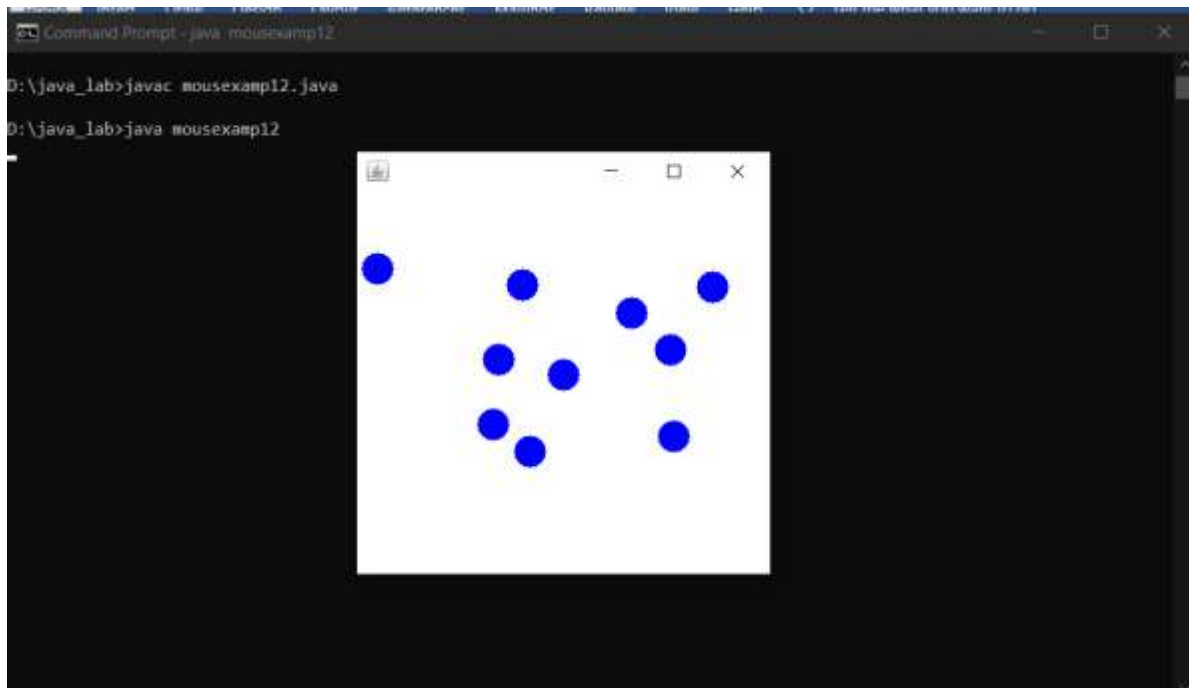 Command Prompt - java mousexamp12
D:\java_lab>javac mousexamp12.java
D:\java_lab>java mousexamp12